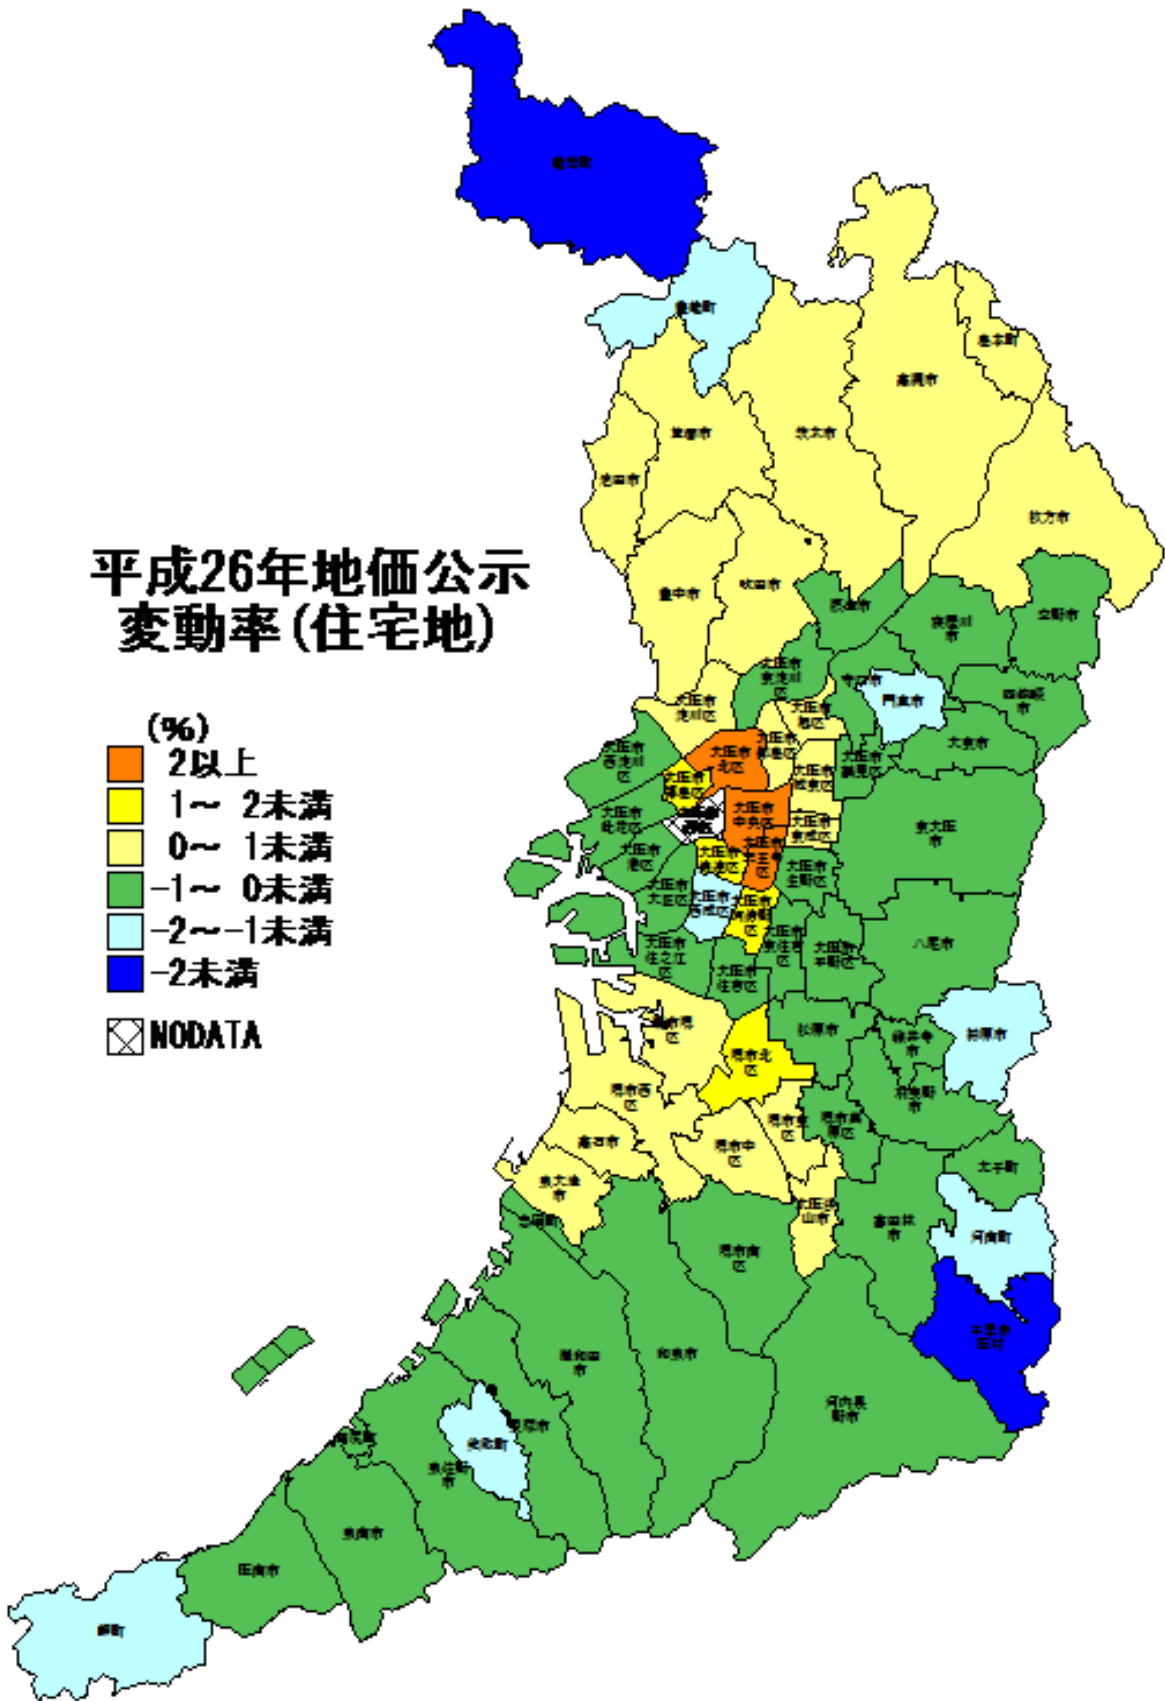 平成26年地価公示
変動率(住宅地)
(%)
2以上
1～ 2未満
0～ 1未満
-1～ 0未満
-2～-1未満
-2未満
NODATA
能勢町
豊能町
島本町
高槻市
茨木市
箕面市
池田市
枚方市
吹田市
豊中市
摂津市
寝屋川
市
交野市
大阪市
東淀川
区
守口市
門真市
四條畷
市
大阪市
淀川区
大阪市
旭区
大東市
大阪市
西淀川
区
大阪市
北区
大阪市
都島区
大阪市
鶴見区
大阪市
城東区
大阪市
福島区
大阪市
此花区
大阪市
中央区
大阪市
東成区
東大阪
市
大阪市
港区
大阪市
浪速区
大阪市
天王寺
区
大阪市
生野区
大阪市
大正区
大阪市
西成区
大阪市
阿倍野
区
大阪市
東住吉
区
大阪市
平野区
八尾市
大阪市
住之江
区
大阪市
住吉区
堺市堺
区
松原市
藤井寺
市
柏原市
堺市北
区
堺市西
区
羽曳野
市
堺市東
区
堺市美
原区
高石市
堺市中
区
太子町
泉大津
市
大阪狭
山市
富田林
市
忠岡町
河南町
堺市南
区
千早赤
阪村
岸和田
市
和泉市
河内長
野市
貝塚市
熊取町
田尻町
泉佐野
市
泉南市
阪南市
岬町